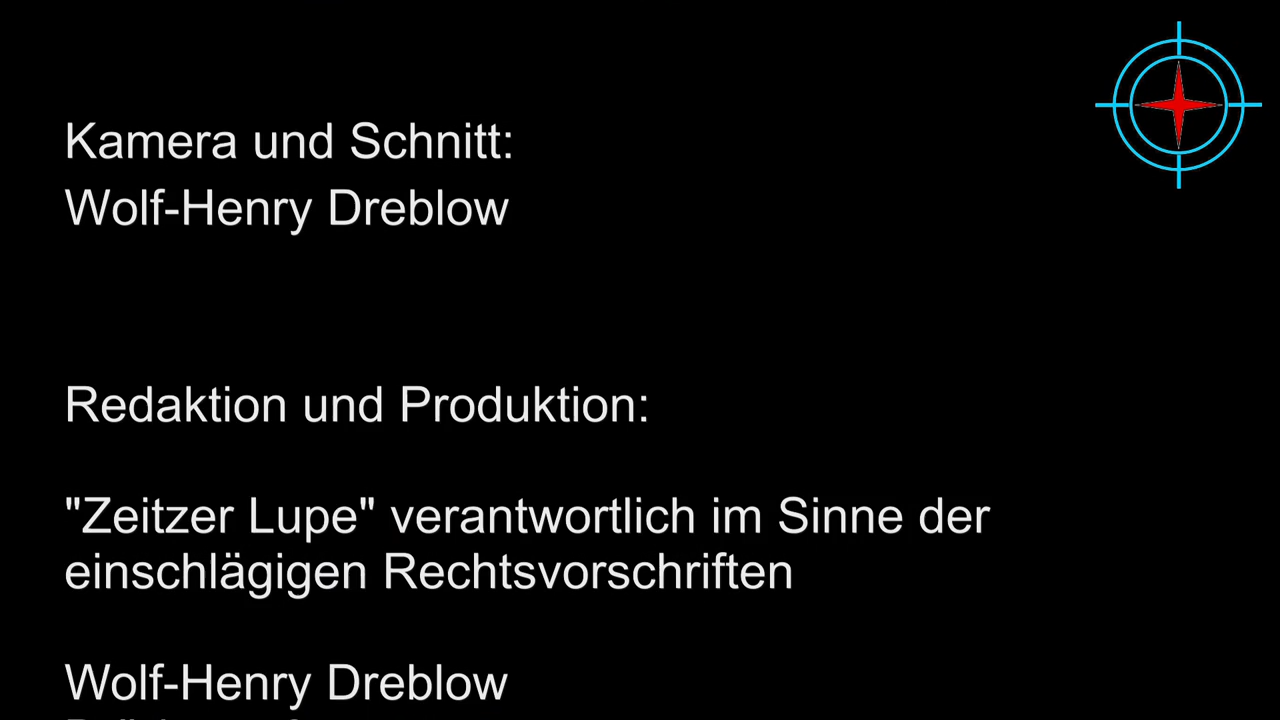 Kamera und Schnitt:
Wolf-Henry Dreblow
Redaktion und Produktion:
"Zeitzer Lupe" verantwortlich im Sinne der
einschlägigen Rechtsvorschriften
Wolf-Henry Dreblow